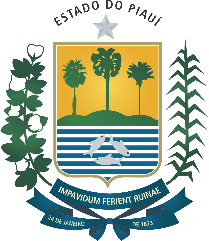 ESTADO DO PIAUÍ
IMPAVIDUM FERIENT RUINAE
24 DE JANEIRO DE 1823